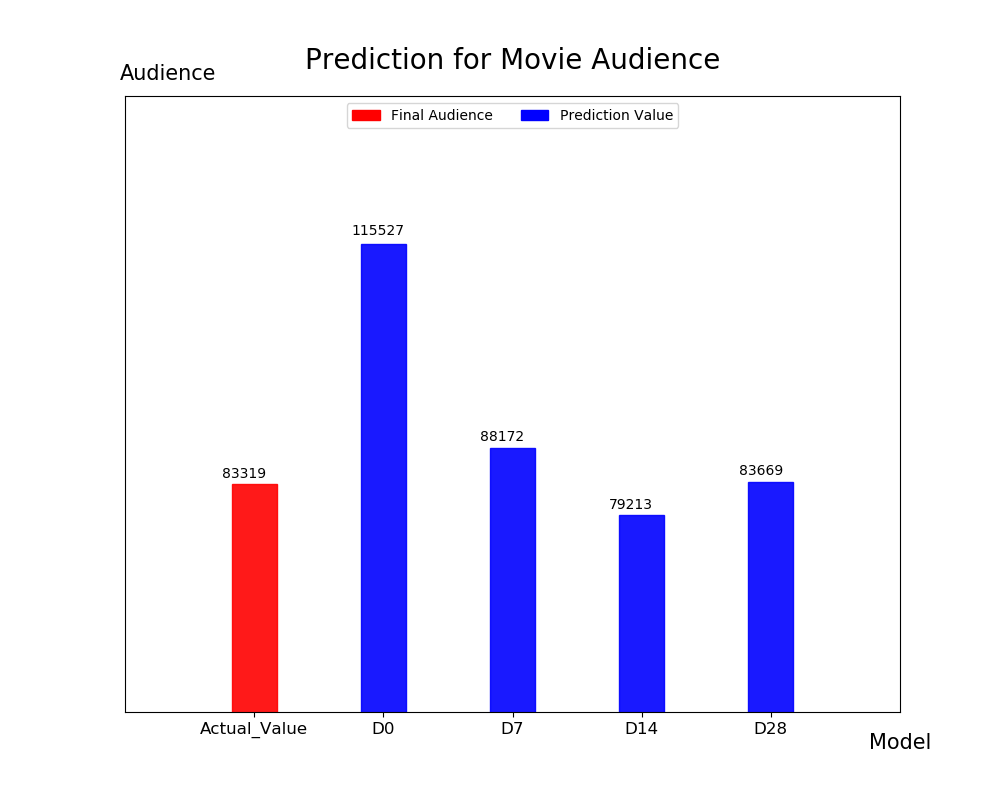 Prediction for Movie Audience
Audience
Final Audience
Prediction Value
115527
88172
83319
83669
79213
Actual_Value
D0
D7
D14
D28
Model